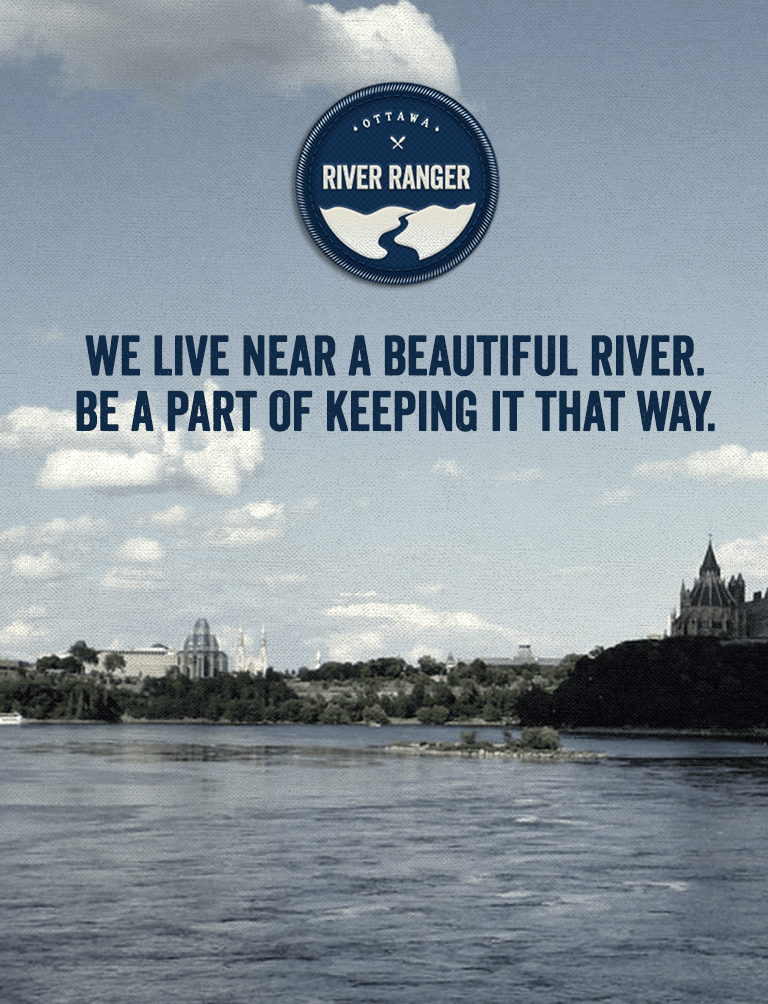 OTTAWA
RIVER RANGER
WE LIVE NEAR A BEAUTIFUL RIVER.
BE A PART OF KEEPING IT THAT WAY.